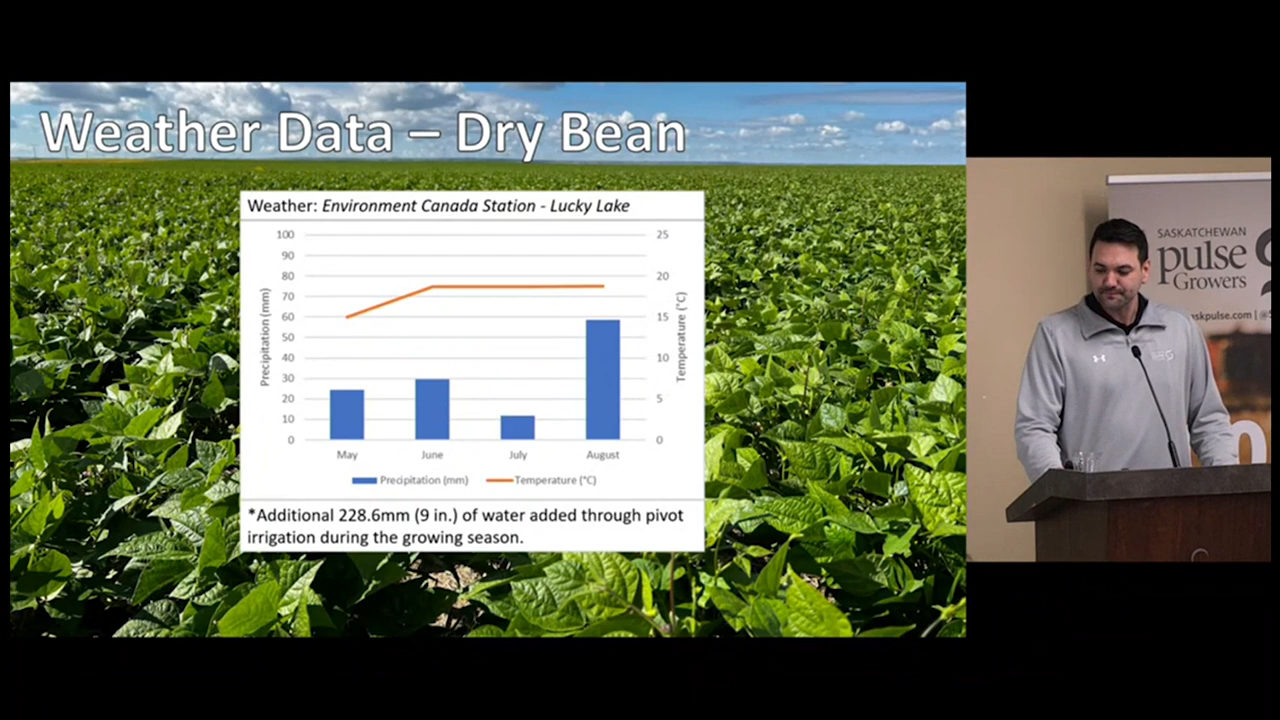 Weather Data – Dry Bean
Weather: Environment Canada Station - Lucky Lake
100
90
80
70
60
50
40
30
20
10
0
Precipitation (mm)
25
20
15
10
5
0
Temperature (°C)
May June July August
Precipitation (mm) Temperature (°C)
*Additional 228.6mm (9 in.) of water added through pivot
irrigation during the growing season.
SASKATCHEWAN
pulse
Growers
askpulse.com | @S